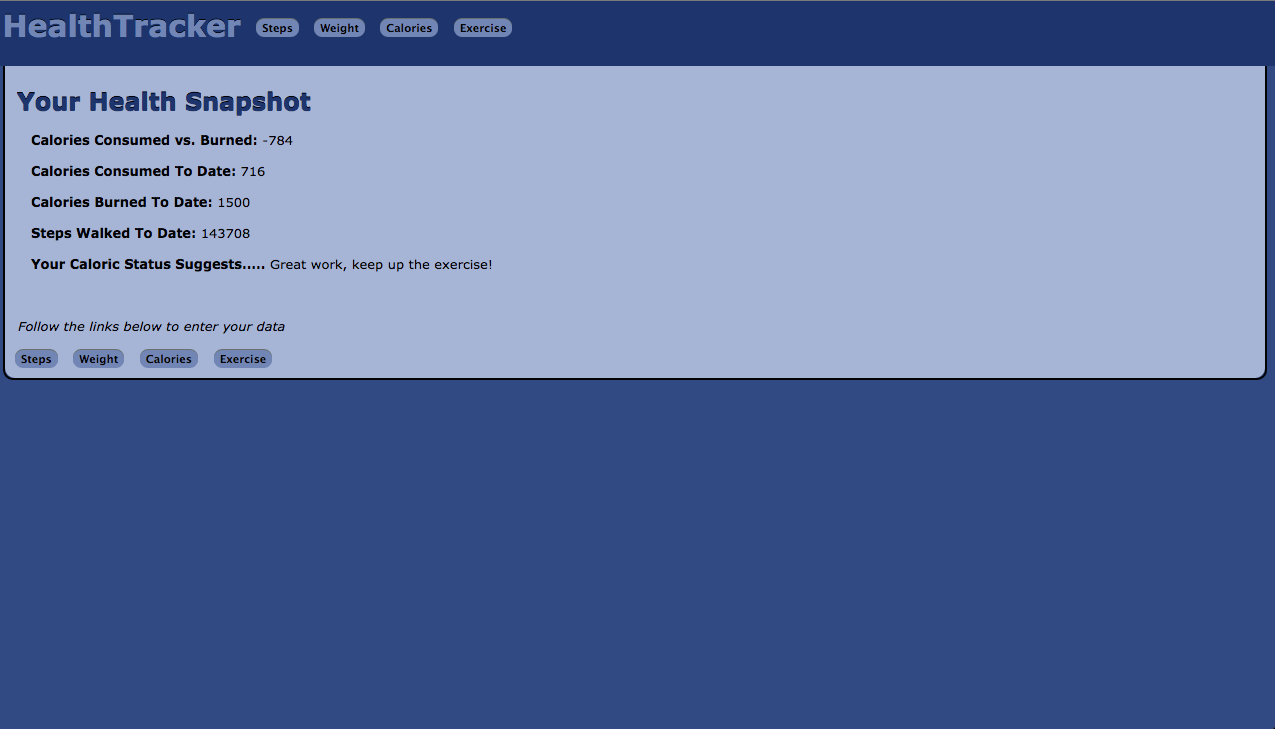 HealthTracker Steps Weight Calories Exercise
Your Health Snapshot
Calories Consumed vs. Burned: -784
Calories Consumed To Date: 716
Calories Burned To Date: 1500
Steps Walked To Date: 143708
Your Caloric Status Suggests..... Great work, keep up the exercise!
Follow the links below to enter your data
Steps Weight Calories Exercise